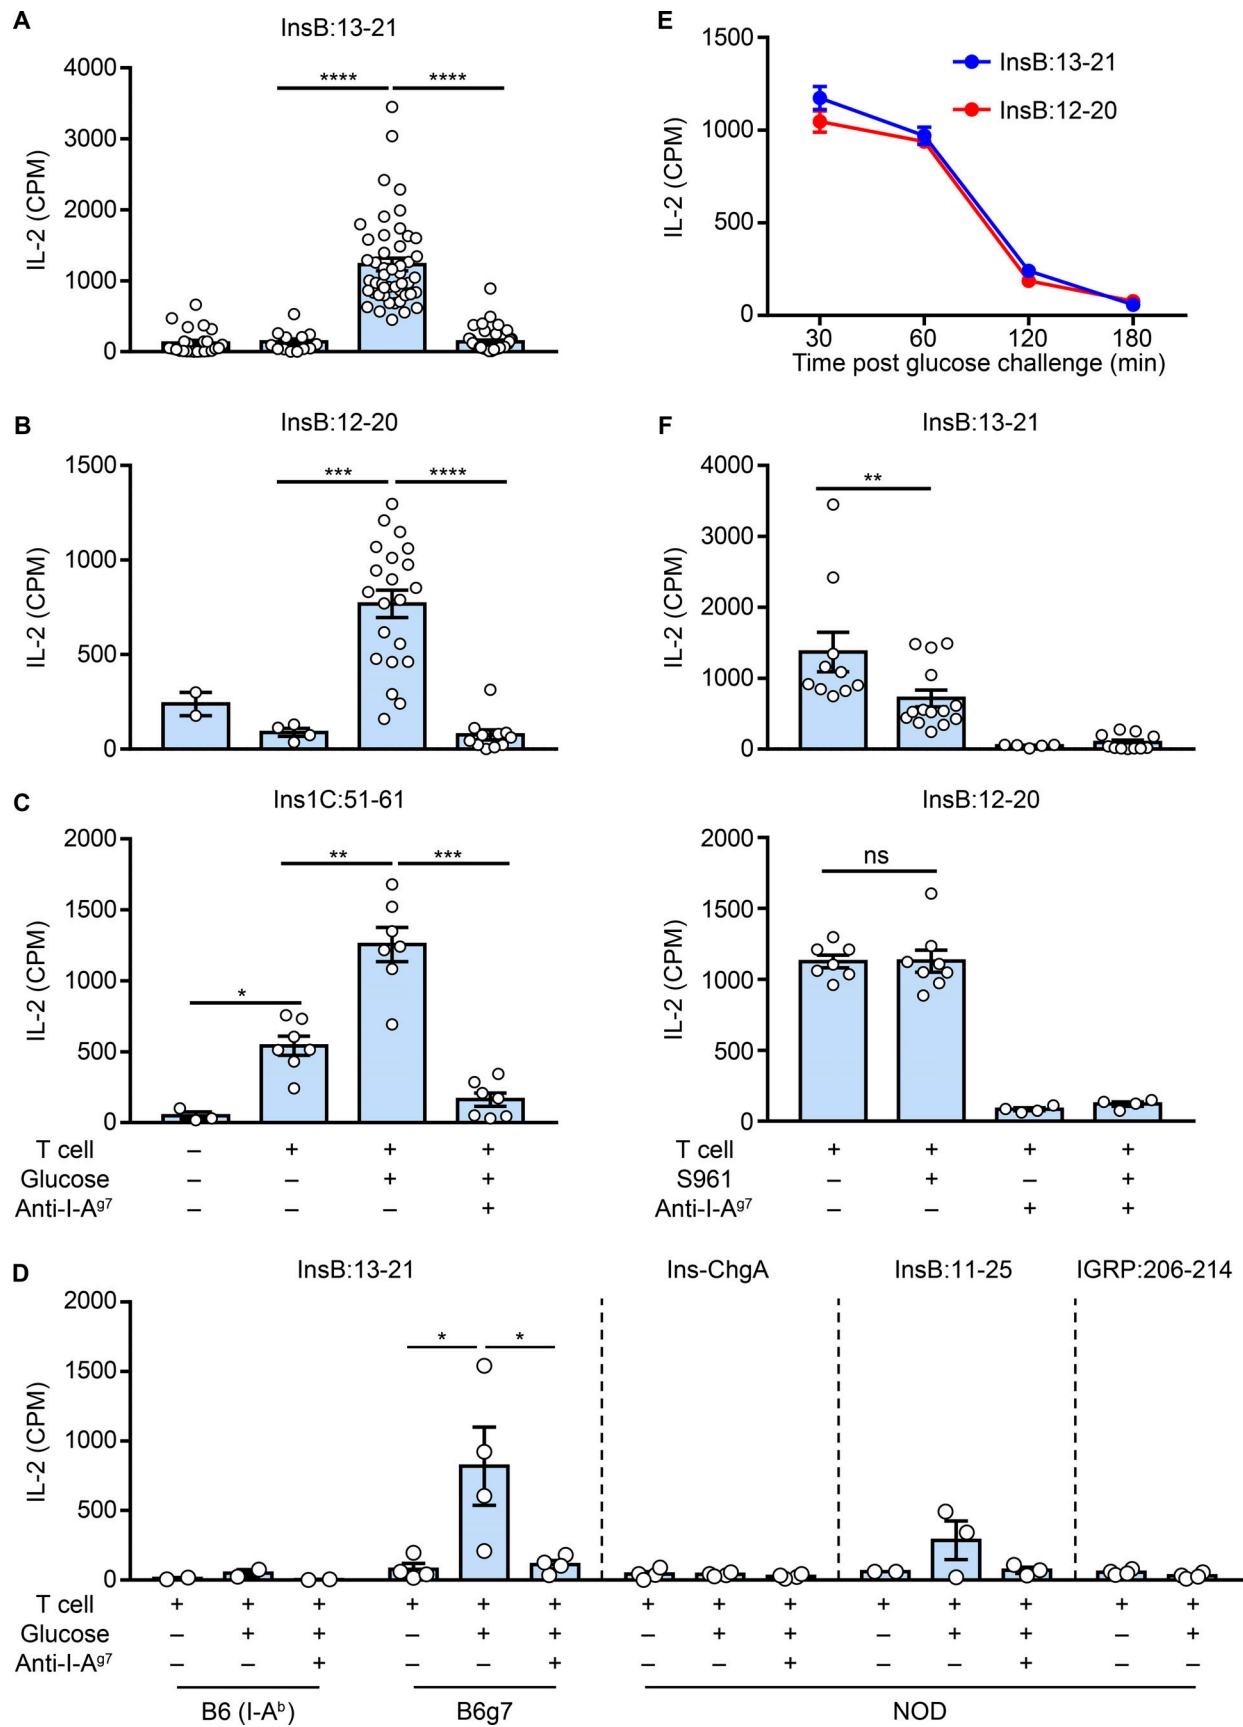 A
InsB:13-21
IL-2 (CPM)
4000
3000
2000
1000
0
****
****
B
InsB:12-20
IL-2 (CPM)
1500
1000
500
0
***
****
C
Ins1C:51-61
IL-2 (CPM)
2000
1500
1000
500
0
*
**
***
T cell – + + +
Glucose – – + +
Anti-I-Aᵍ⁷ – – – +
E
IL-2 (CPM)
1500
1000
500
0
InsB:13-21
InsB:12-20
30 60 120 180
Time post glucose challenge (min)
F
InsB:13-21
IL-2 (CPM)
4000
3000
2000
1000
0
**
InsB:12-20
IL-2 (CPM)
2000
1500
1000
500
0
ns
T cell + + + +
S961 – + – +
Anti-I-Aᵍ⁷ – – + +
D
InsB:13-21 Ins-ChgA InsB:11-25 IGRP:206-214
IL-2 (CPM)
2000
1500
1000
500
0
* *
T cell + + + + + + + + + + + + + +
Glucose – + + – + + – + + – + + – +
Anti-I-Aᵍ⁷ – – + – – + – – + – – + – –
B6 (I-Aᵇ) B6g7 NOD